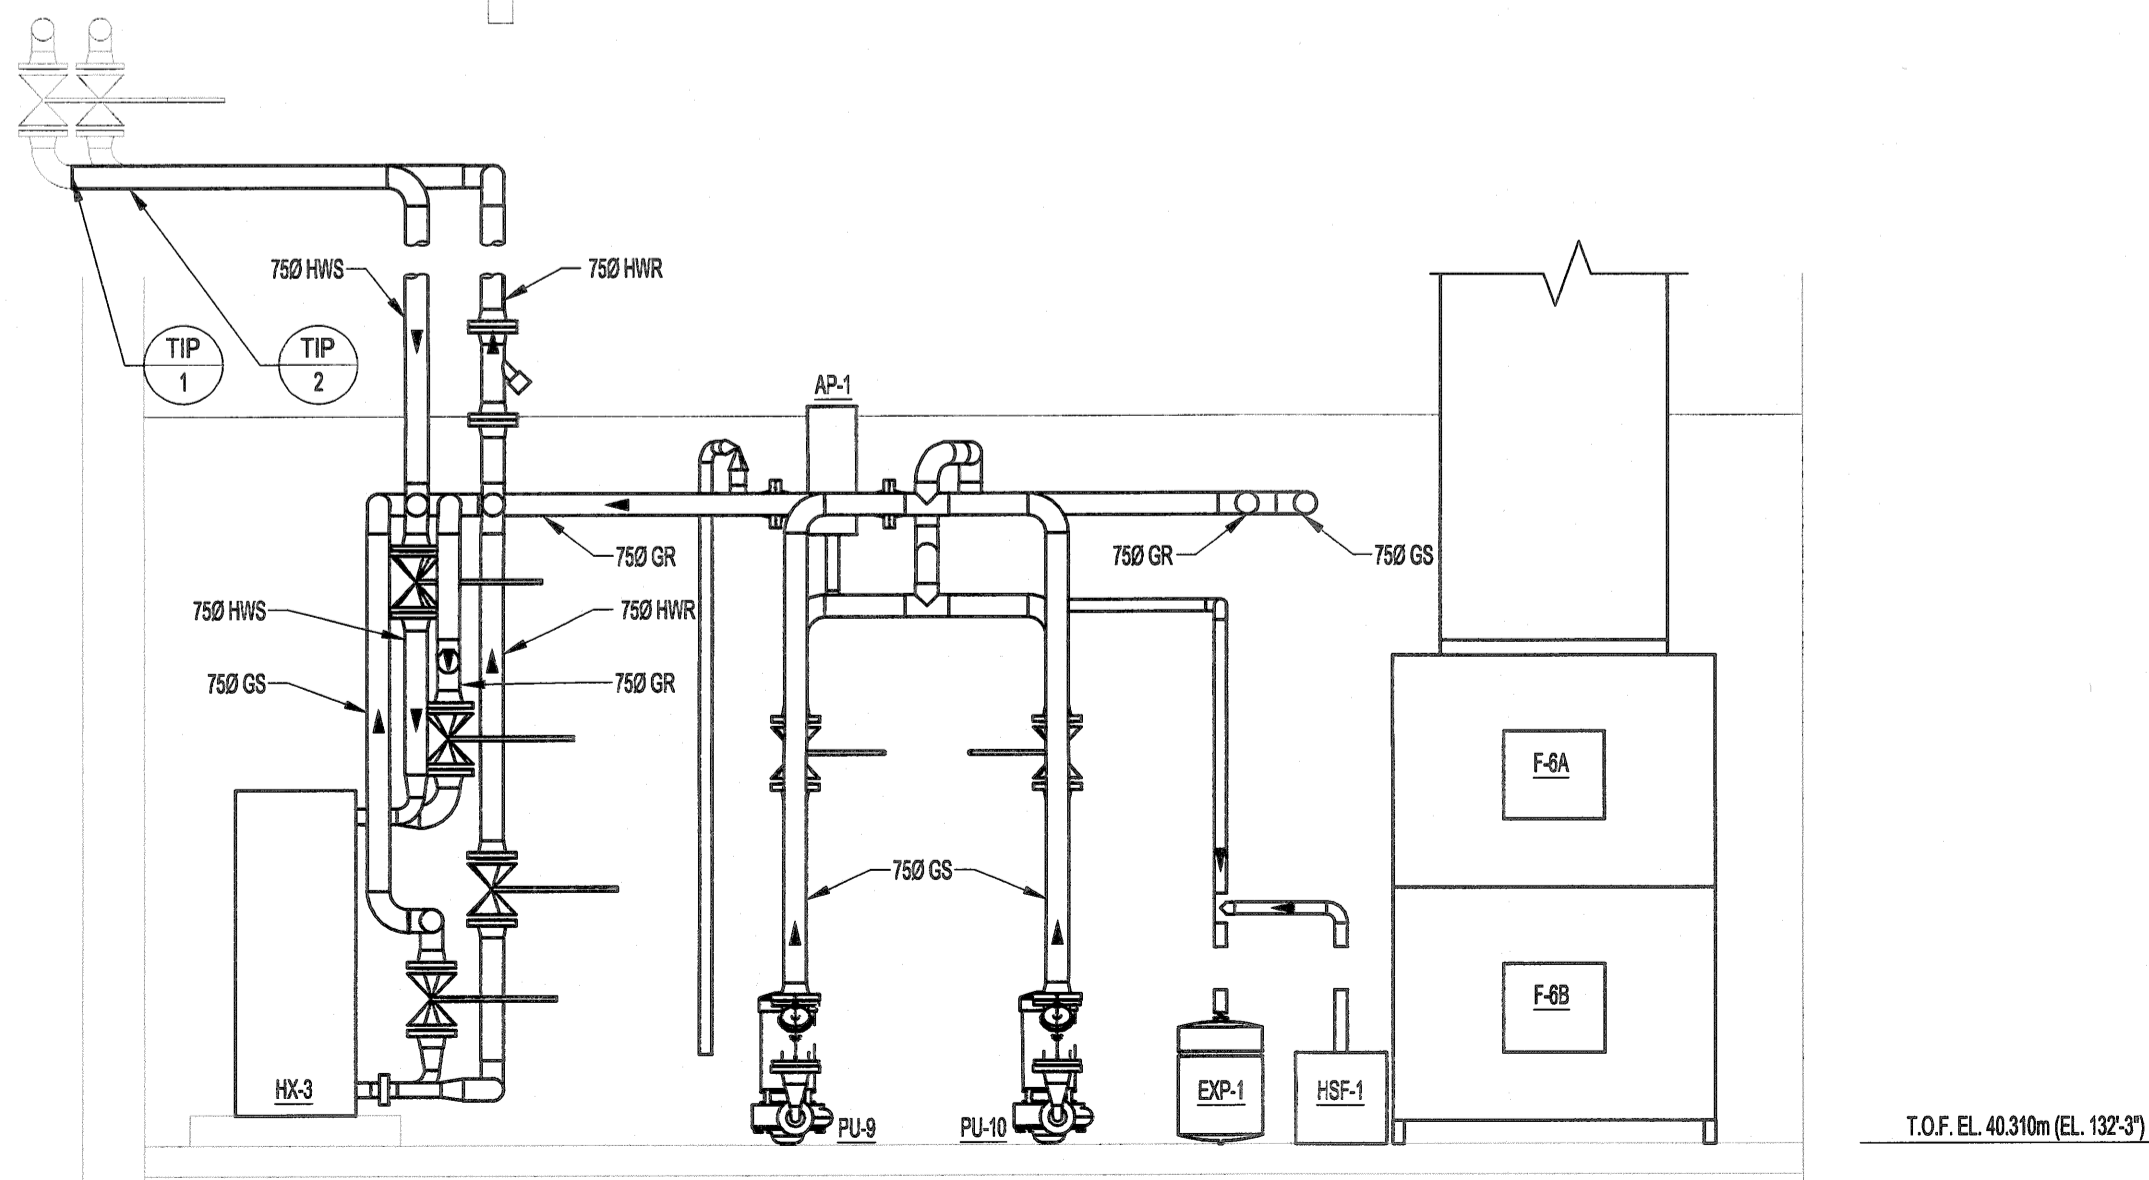 75Ø HWS
75Ø HWR
TIP
1
TIP
2
AP-1
75Ø GR
75Ø GR
75Ø GS
75Ø HWS
75Ø HWR
75Ø GS
75Ø GR
F-6A
75Ø GS
F-6B
HX-3
EXP-1
HSF-1
PU-9
PU-10
T.O.F. EL. 40.310m (EL. 132'-3")